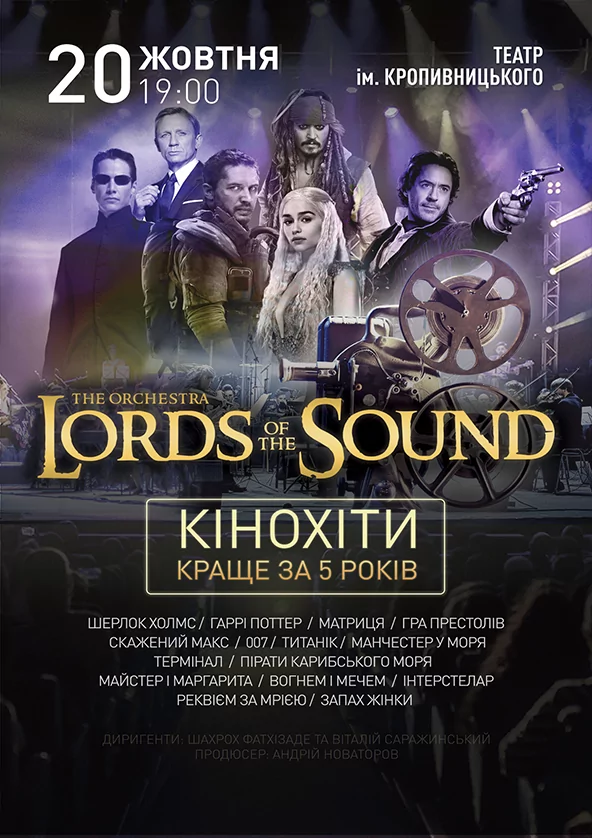 20 ЖОВТНЯ
19:00
ТЕАТР
ім. КРОПИВНИЦЬКОГО
THE ORCHESTRA
LORDS OF THE SOUND
КІНОХІТИ
КРАЩЕ ЗА 5 РОКІВ
ШЕРЛОК ХОЛМС / ГАРРІ ПОТТЕР / МАТРИЦЯ / ГРА ПРЕСТОЛІВ
СКАЖЕНИЙ МАКС / 007 / ТИТАНІК / МАНЧЕСТЕР У МОРЯ
ТЕРМІНАЛ / ПІРАТИ КАРИБСЬКОГО МОРЯ
МАЙСТЕР І МАРГАРИТА / ВОГНЕМ І МЕЧЕМ / ІНТЕРСТЕЛАР
РЕКВІЄМ ЗА МРІЄЮ / ЗАПАХ ЖІНКИ
ДИРИГЕНТИ: ШАХРОХ ФАТХІЗАДЕ ТА ВІТАЛІЙ САРАЖИНСЬКИЙ
ПРОДЮСЕР: АНДРІЙ НОВАТОРОВ